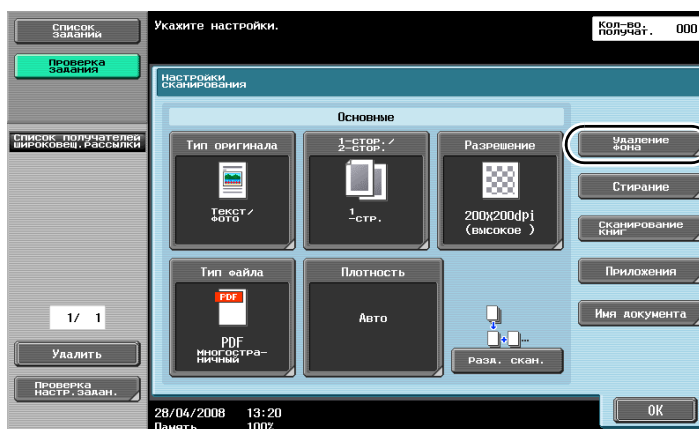 Список
заданий
Проверка
задания
Список получателей
широковещ.рассылки
1/ 1
Удалить
Проверка
настр.задан.
Укажите настройки.
Кол-во.
получат.
000
Настройки
сканирования
Основные
Тип оригинала
Текст/
Фото
1-стор./
2-стор.
1
-стр.
Разрешение
200X200dpi
(высокое )
Тип файла
PDF
PDF
многостра-
ничный
Плотность
Авто
Разд. скан.
Удаление
фона
Стирание
Сканирование
книг
Приложения
Имя документа
28/04/2008 13:20
Память 100%
OK